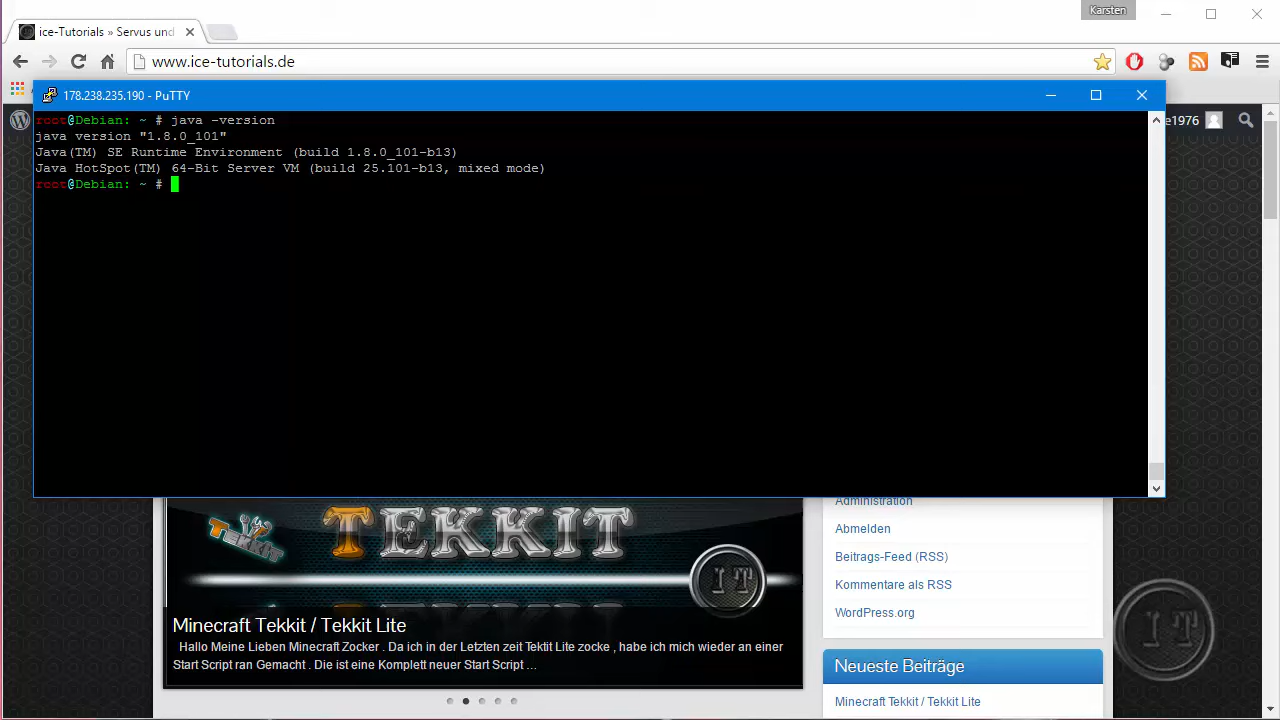 Karsten
ice-Tutorials » Servus und
www.ice-tutorials.de
178.238.235.190 - PuTTY
root@Debian: ~ # java -version
java version "1.8.0_101"
Java(TM) SE Runtime Environment (build 1.8.0_101-b13)
Java HotSpot(TM) 64-Bit Server VM (build 25.101-b13, mixed mode)
root@Debian: ~ #
e1976
TEKKIT
TEKKIT
IT
Minecraft Tekkit / Tekkit Lite
Hallo Meine Lieben Minecraft Zocker . Da ich in der Letzten zeit Tektit Lite zocke , habe ich mich wieder an einer
Start Script ran Gemacht . Die ist eine Komplett neuer Start Script ...
Administration
Abmelden
Beitrags-Feed (RSS)
Kommentare als RSS
WordPress.org
Neueste Beiträge
Minecraft Tekkit / Tekkit Lite
IT